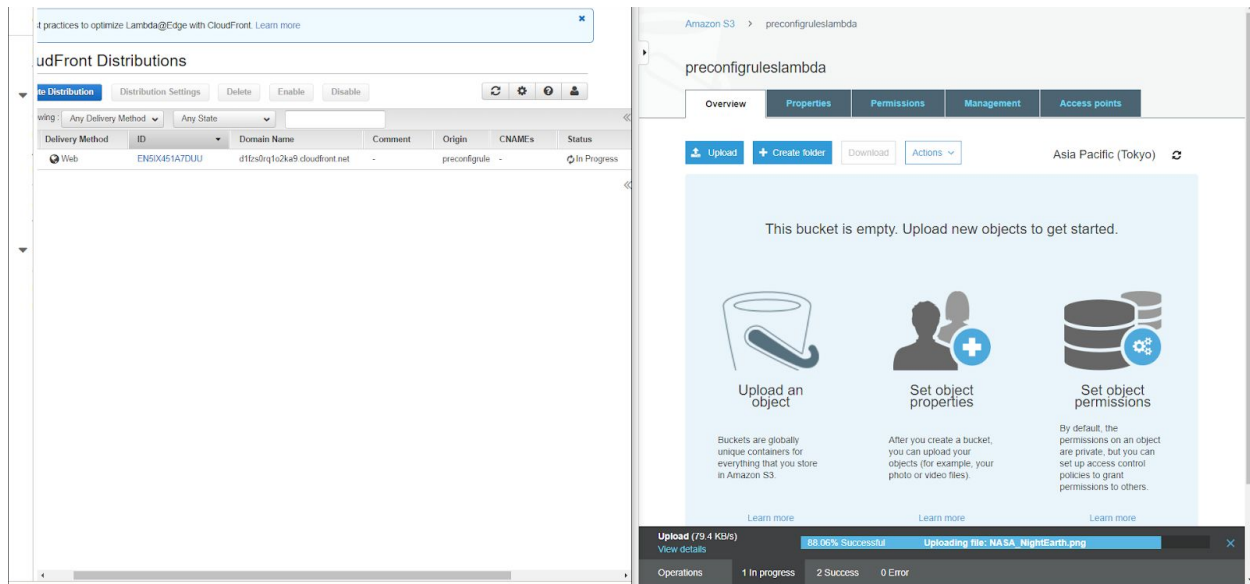 t practices to optimize Lambda@Edge with CloudFront. Learn more
udFront Distributions
te Distribution Distribution Settings Delete Enable Disable
wing : Any Delivery Method Any State
Delivery Method ID Domain Name Comment Origin CNAMEs Status
Web EN5IX451A7DUU d1fzs0rq1o2ka9.cloudfront.net - preconfigrule - In Progress
Amazon S3 > preconfigruleslambda
preconfigruleslambda
Overview Properties Permissions Management Access points
Upload Create folder Download Actions Asia Pacific (Tokyo)
This bucket is empty. Upload new objects to get started.
Upload an
object
Buckets are globally
unique containers for
everything that you store
in Amazon S3.
Learn more
Set object
properties
After you create a bucket,
you can upload your
objects (for example, your
photo or video files).
Learn more
Set object
permissions
By default, the
permissions on an object
are private, but you can
set up access control
policies to grant
permissions to others.
Learn more
Upload (79.4 KB/s)
View details
88.06% Successful Uploading file: NASA_NightEarth.png
Operations 1 In progress 2 Success 0 Error